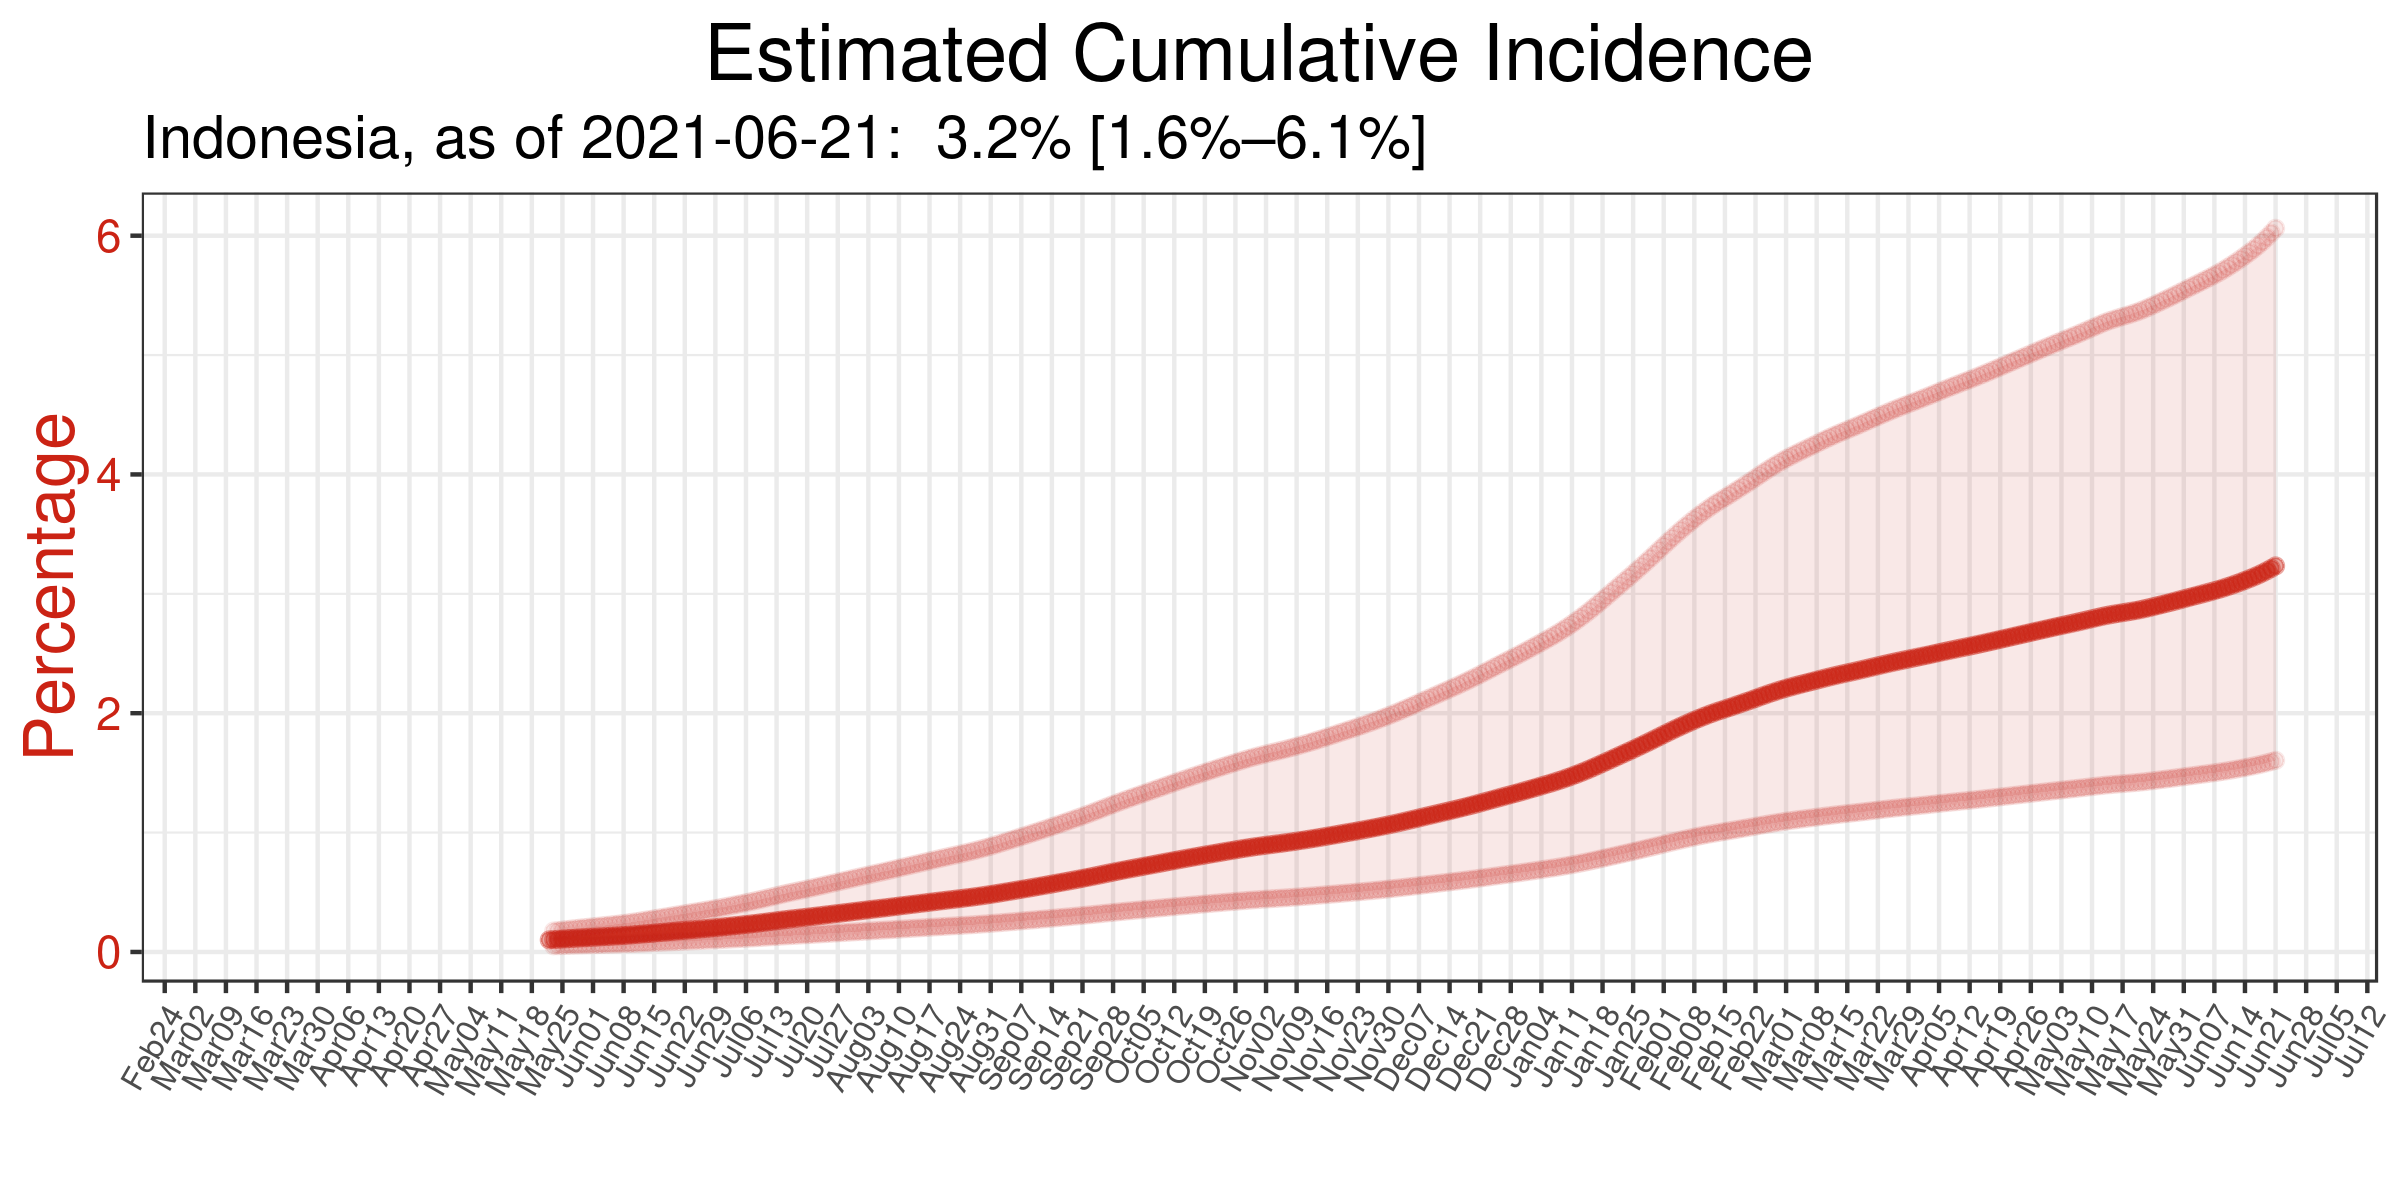 Estimated Cumulative Incidence
Indonesia, as of 2021-06-21:  3.2% [1.6%–6.1%]
Percentage
6
4
2
0
Feb24
Mar02
Mar09
Mar16
Mar23
Mar30
Apr06
Apr13
Apr20
Apr27
May04
May11
May18
May25
Jun01
Jun08
Jun15
Jun22
Jun29
Jul06
Jul13
Jul20
Jul27
Aug03
Aug10
Aug17
Aug24
Aug31
Sep07
Sep14
Sep21
Sep28
Oct05
Oct12
Oct19
Oct26
Nov02
Nov09
Nov16
Nov23
Nov30
Dec07
Dec14
Dec21
Dec28
Jan04
Jan11
Jan18
Jan25
Feb01
Feb08
Feb15
Feb22
Mar01
Mar08
Mar15
Mar22
Mar29
Apr05
Apr12
Apr19
Apr26
May03
May10
May17
May24
May31
Jun07
Jun14
Jun21
Jun28
Jul05
Jul12